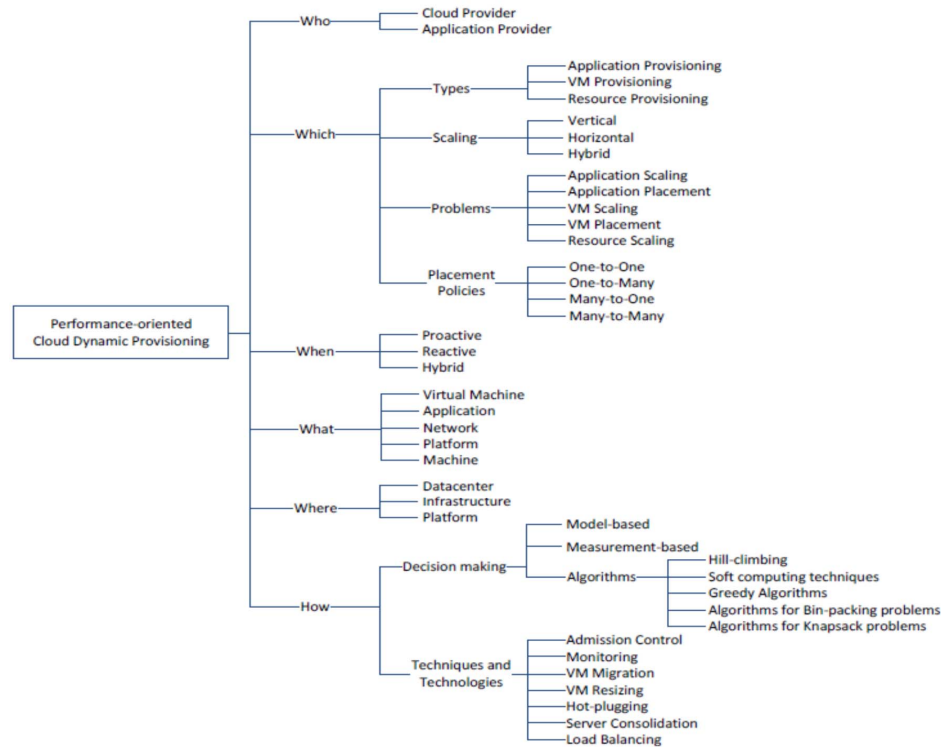 Performance-oriented
Cloud Dynamic Provisioning
Who
Cloud Provider
Application Provider
Which
Types
Application Provisioning
VM Provisioning
Resource Provisioning
Scaling
Vertical
Horizontal
Hybrid
Problems
Application Scaling
Application Placement
VM Scaling
VM Placement
Resource Scaling
Placement
Policies
One-to-One
One-to-Many
Many-to-One
Many-to-Many
When
Proactive
Reactive
Hybrid
What
Virtual Machine
Application
Network
Platform
Machine
Where
Datacenter
Infrastructure
Platform
How
Decision making
Model-based
Measurement-based
Algorithms
Hill-climbing
Soft computing techniques
Greedy Algorithms
Algorithms for Bin-packing problems
Algorithms for Knapsack problems
Techniques and
Technologies
Admission Control
Monitoring
VM Migration
VM Resizing
Hot-plugging
Server Consolidation
Load Balancing